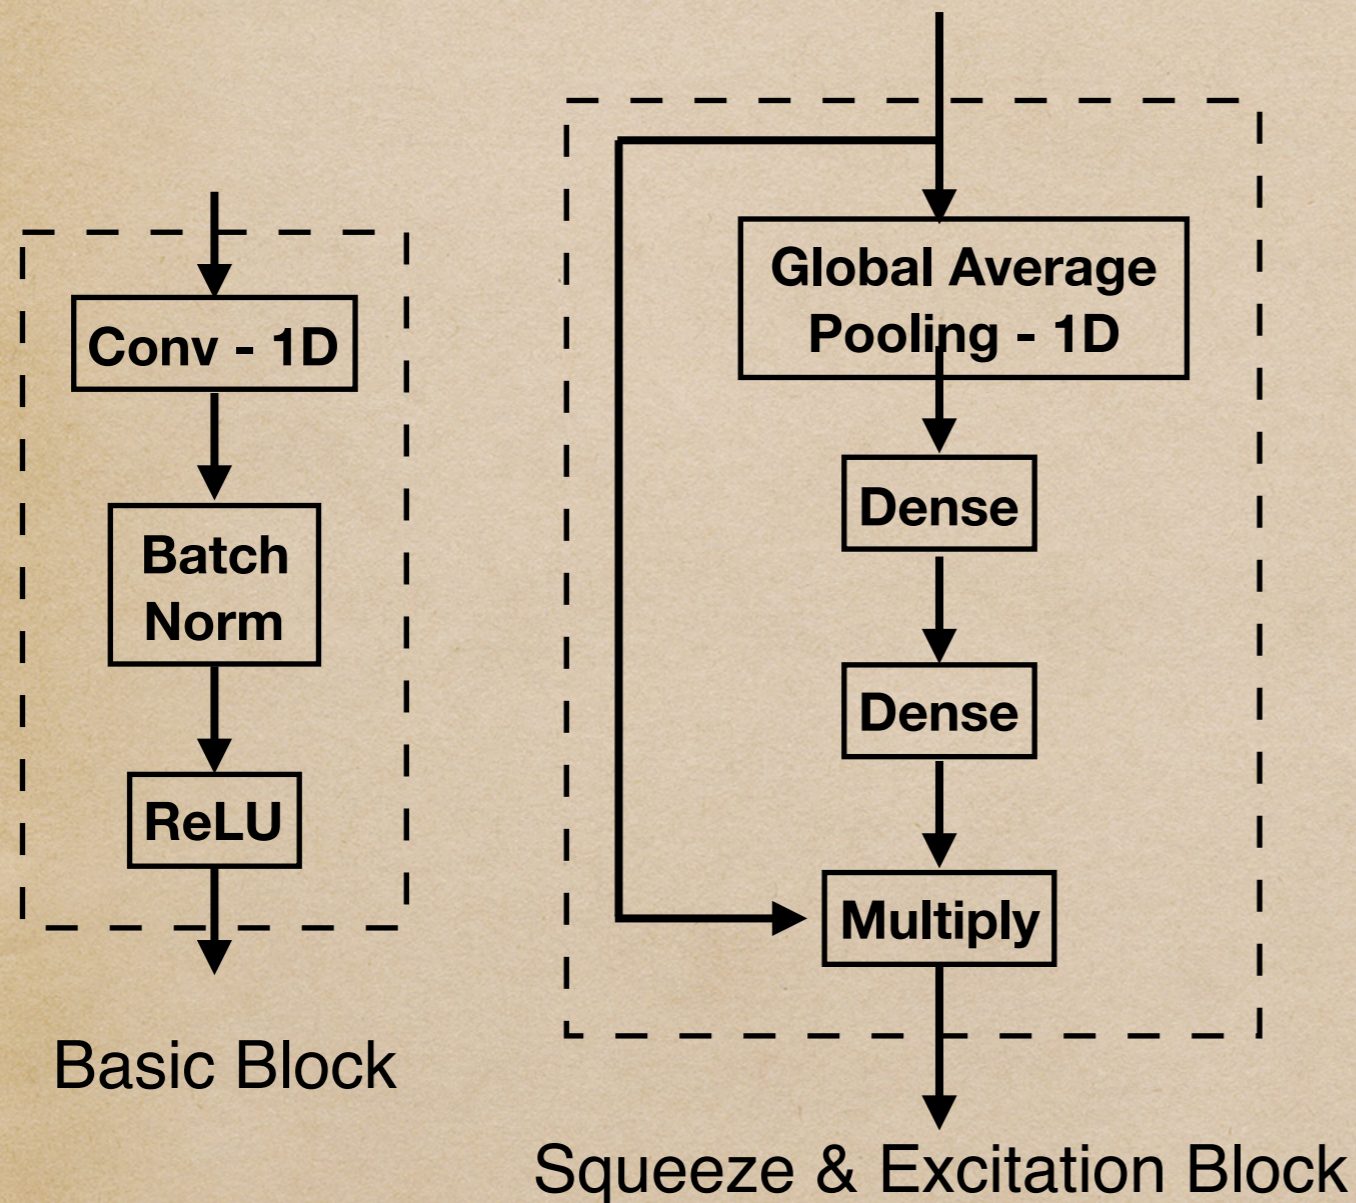 Conv - 1D
Batch
Norm
ReLU
Basic Block
Global Average
Pooling - 1D
Dense
Dense
Multiply
Squeeze & Excitation Block